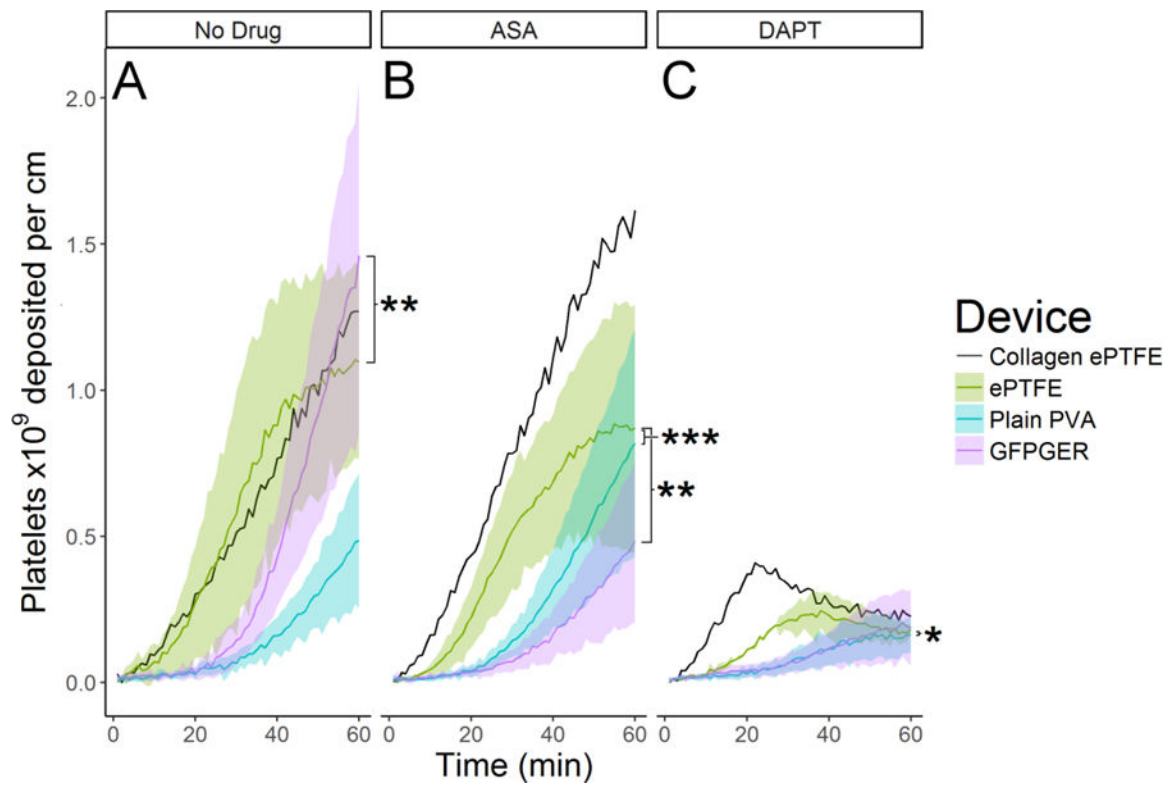 No Drug ASA DAPT
A B C
Platelets x10⁹ deposited per cm
2.0
1.5
1.0
0.5
0.0
**
***
**
*
0 20 40 60 0 20 40 60 0 20 40 60
Time (min)
Device
Collagen ePTFE
ePTFE
Plain PVA
GFPGER